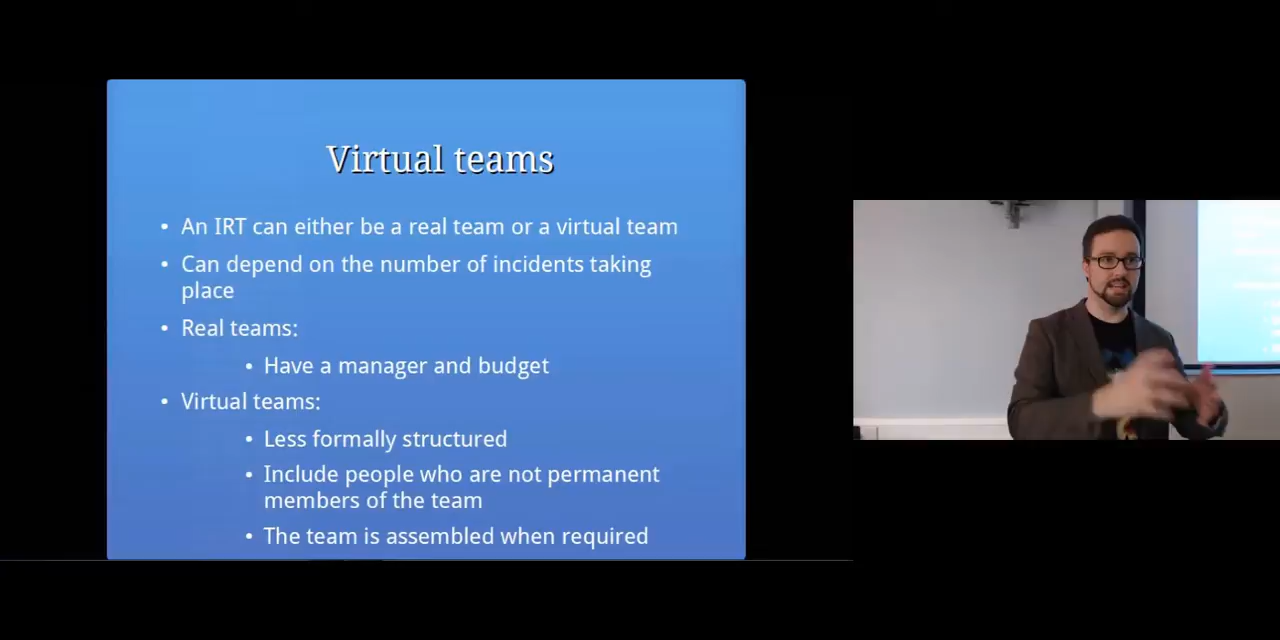 Virtual teams
• An IRT can either be a real team or a virtual team
• Can depend on the number of incidents taking
place
• Real teams:
• Have a manager and budget
• Virtual teams:
• Less formally structured
• Include people who are not permanent
members of the team
• The team is assembled when required